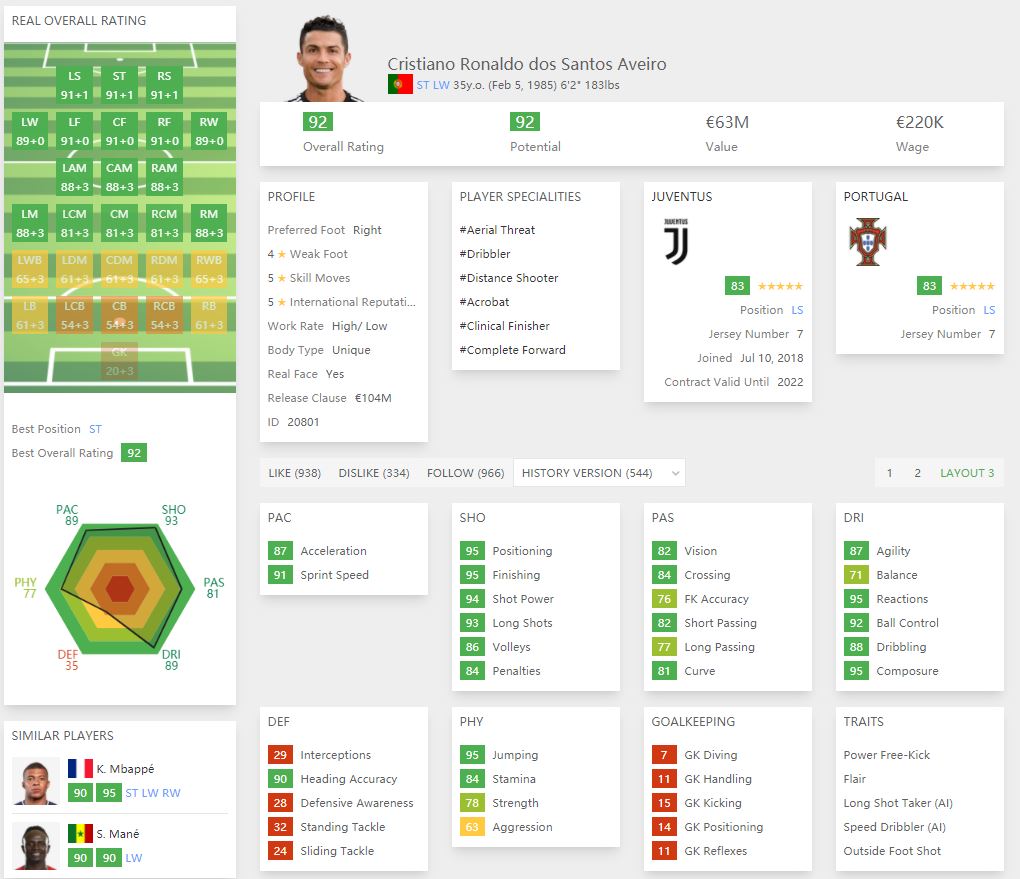 REAL OVERALL RATING
LS ST RS
91+1 91+1 91+1
LW LF CF RF RW
89+0 91+0 91+0 91+0 89+0
LAM CAM RAM
88+3 88+3 88+3
LM LCM CM RCM RM
88+3 81+3 81+3 81+3 88+3
LWB LDM CDM RDM RWB
65+3 61+3 61+3 61+3 65+3
LB LCB CB RCB RB
61+3 54+3 54+3 54+3 61+3
GK
20+3
Best Position ST
Best Overall Rating 92
PAC
89
SHO
93
PHY
77
PAS
81
DEF
35
DRI
89
SIMILAR PLAYERS
K. Mbappé
90 95 ST LW RW
S. Mané
90 90 LW
Cristiano Ronaldo dos Santos Aveiro
ST LW 35y.o. (Feb 5, 1985) 6'2" 183lbs
92 92 €63M €220K
Overall Rating Potential Value Wage
PROFILE
Preferred Foot Right
4 ★ Weak Foot
5 ★ Skill Moves
5 ★ International Reputati...
Work Rate High/ Low
Body Type Unique
Real Face Yes
Release Clause €104M
ID 20801
PLAYER SPECIALITIES
#Aerial Threat
#Dribbler
#Distance Shooter
#Acrobat
#Clinical Finisher
#Complete Forward
JUVENTUS
JUVENTUS
83 ★★★★★
Position LS
Jersey Number 7
Joined Jul 10, 2018
Contract Valid Until 2022
PORTUGAL
83 ★★★★★
Position LS
Jersey Number 7
LIKE (938) DISLIKE (334) FOLLOW (966) HISTORY VERSION (544) 1 2 LAYOUT 3
PAC
87 Acceleration
91 Sprint Speed
SHO
95 Positioning
95 Finishing
94 Shot Power
93 Long Shots
86 Volleys
84 Penalties
PAS
82 Vision
84 Crossing
76 FK Accuracy
82 Short Passing
77 Long Passing
81 Curve
DRI
87 Agility
71 Balance
95 Reactions
92 Ball Control
88 Dribbling
95 Composure
DEF
29 Interceptions
90 Heading Accuracy
28 Defensive Awareness
32 Standing Tackle
24 Sliding Tackle
PHY
95 Jumping
84 Stamina
78 Strength
63 Aggression
GOALKEEPING
7 GK Diving
11 GK Handling
15 GK Kicking
14 GK Positioning
11 GK Reflexes
TRAITS
Power Free-Kick
Flair
Long Shot Taker (AI)
Speed Dribbler (AI)
Outside Foot Shot